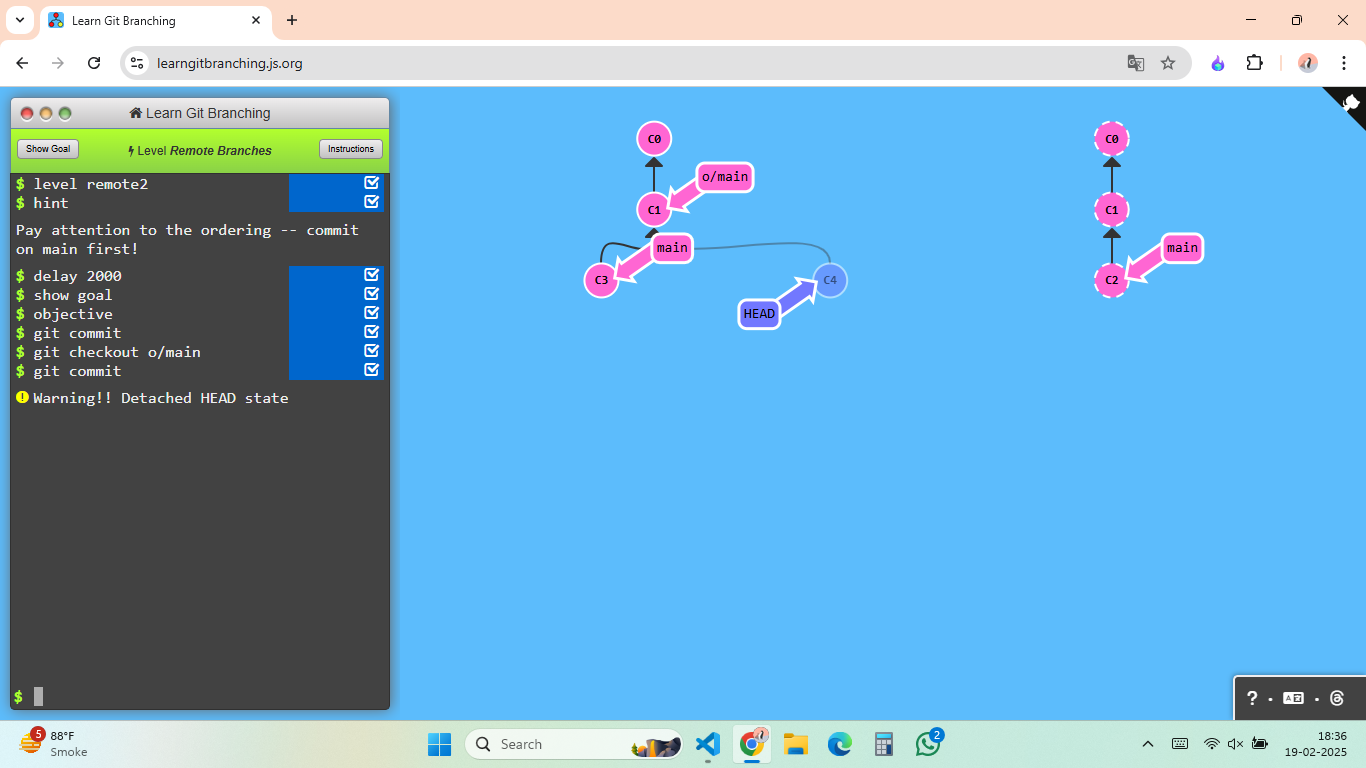 Learn Git Branching
learngitbranching.js.org
Learn Git Branching
Show Goal
Level Remote Branches
Instructions
$ level remote2
$ hint
Pay attention to the ordering -- commit
on main first!
$ delay 2000
$ show goal
$ objective
$ git commit
$ git checkout o/main
$ git commit
Warning!! Detached HEAD state
$
C0
o/main
C1
main
C3
C4
HEAD
C0
C1
main
C2
?
5
88°F
Smoke
Search
2
18:36
19-02-2025